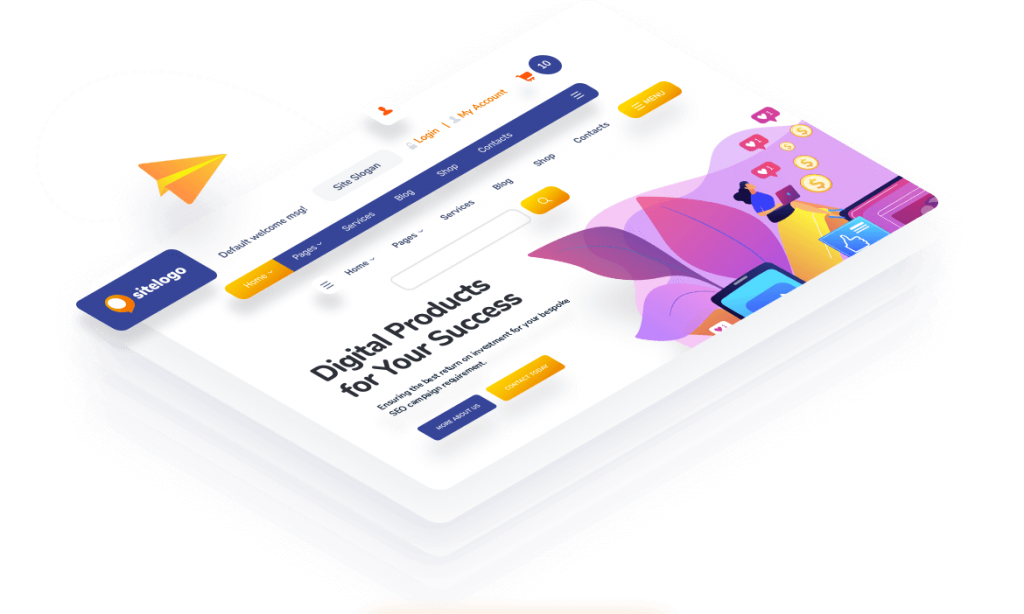 10
Login | My Account
Site Slogan
Default welcome msg!
sitelogo
Home Pages Services Blog Shop Contacts
MENU
Home Pages Services Blog Shop Contacts
Digital Products
for Your Success
Ensuring the best return on investment for your bespoke
SEO campaign requirement.
MORE ABOUT US CONTACT TODAY